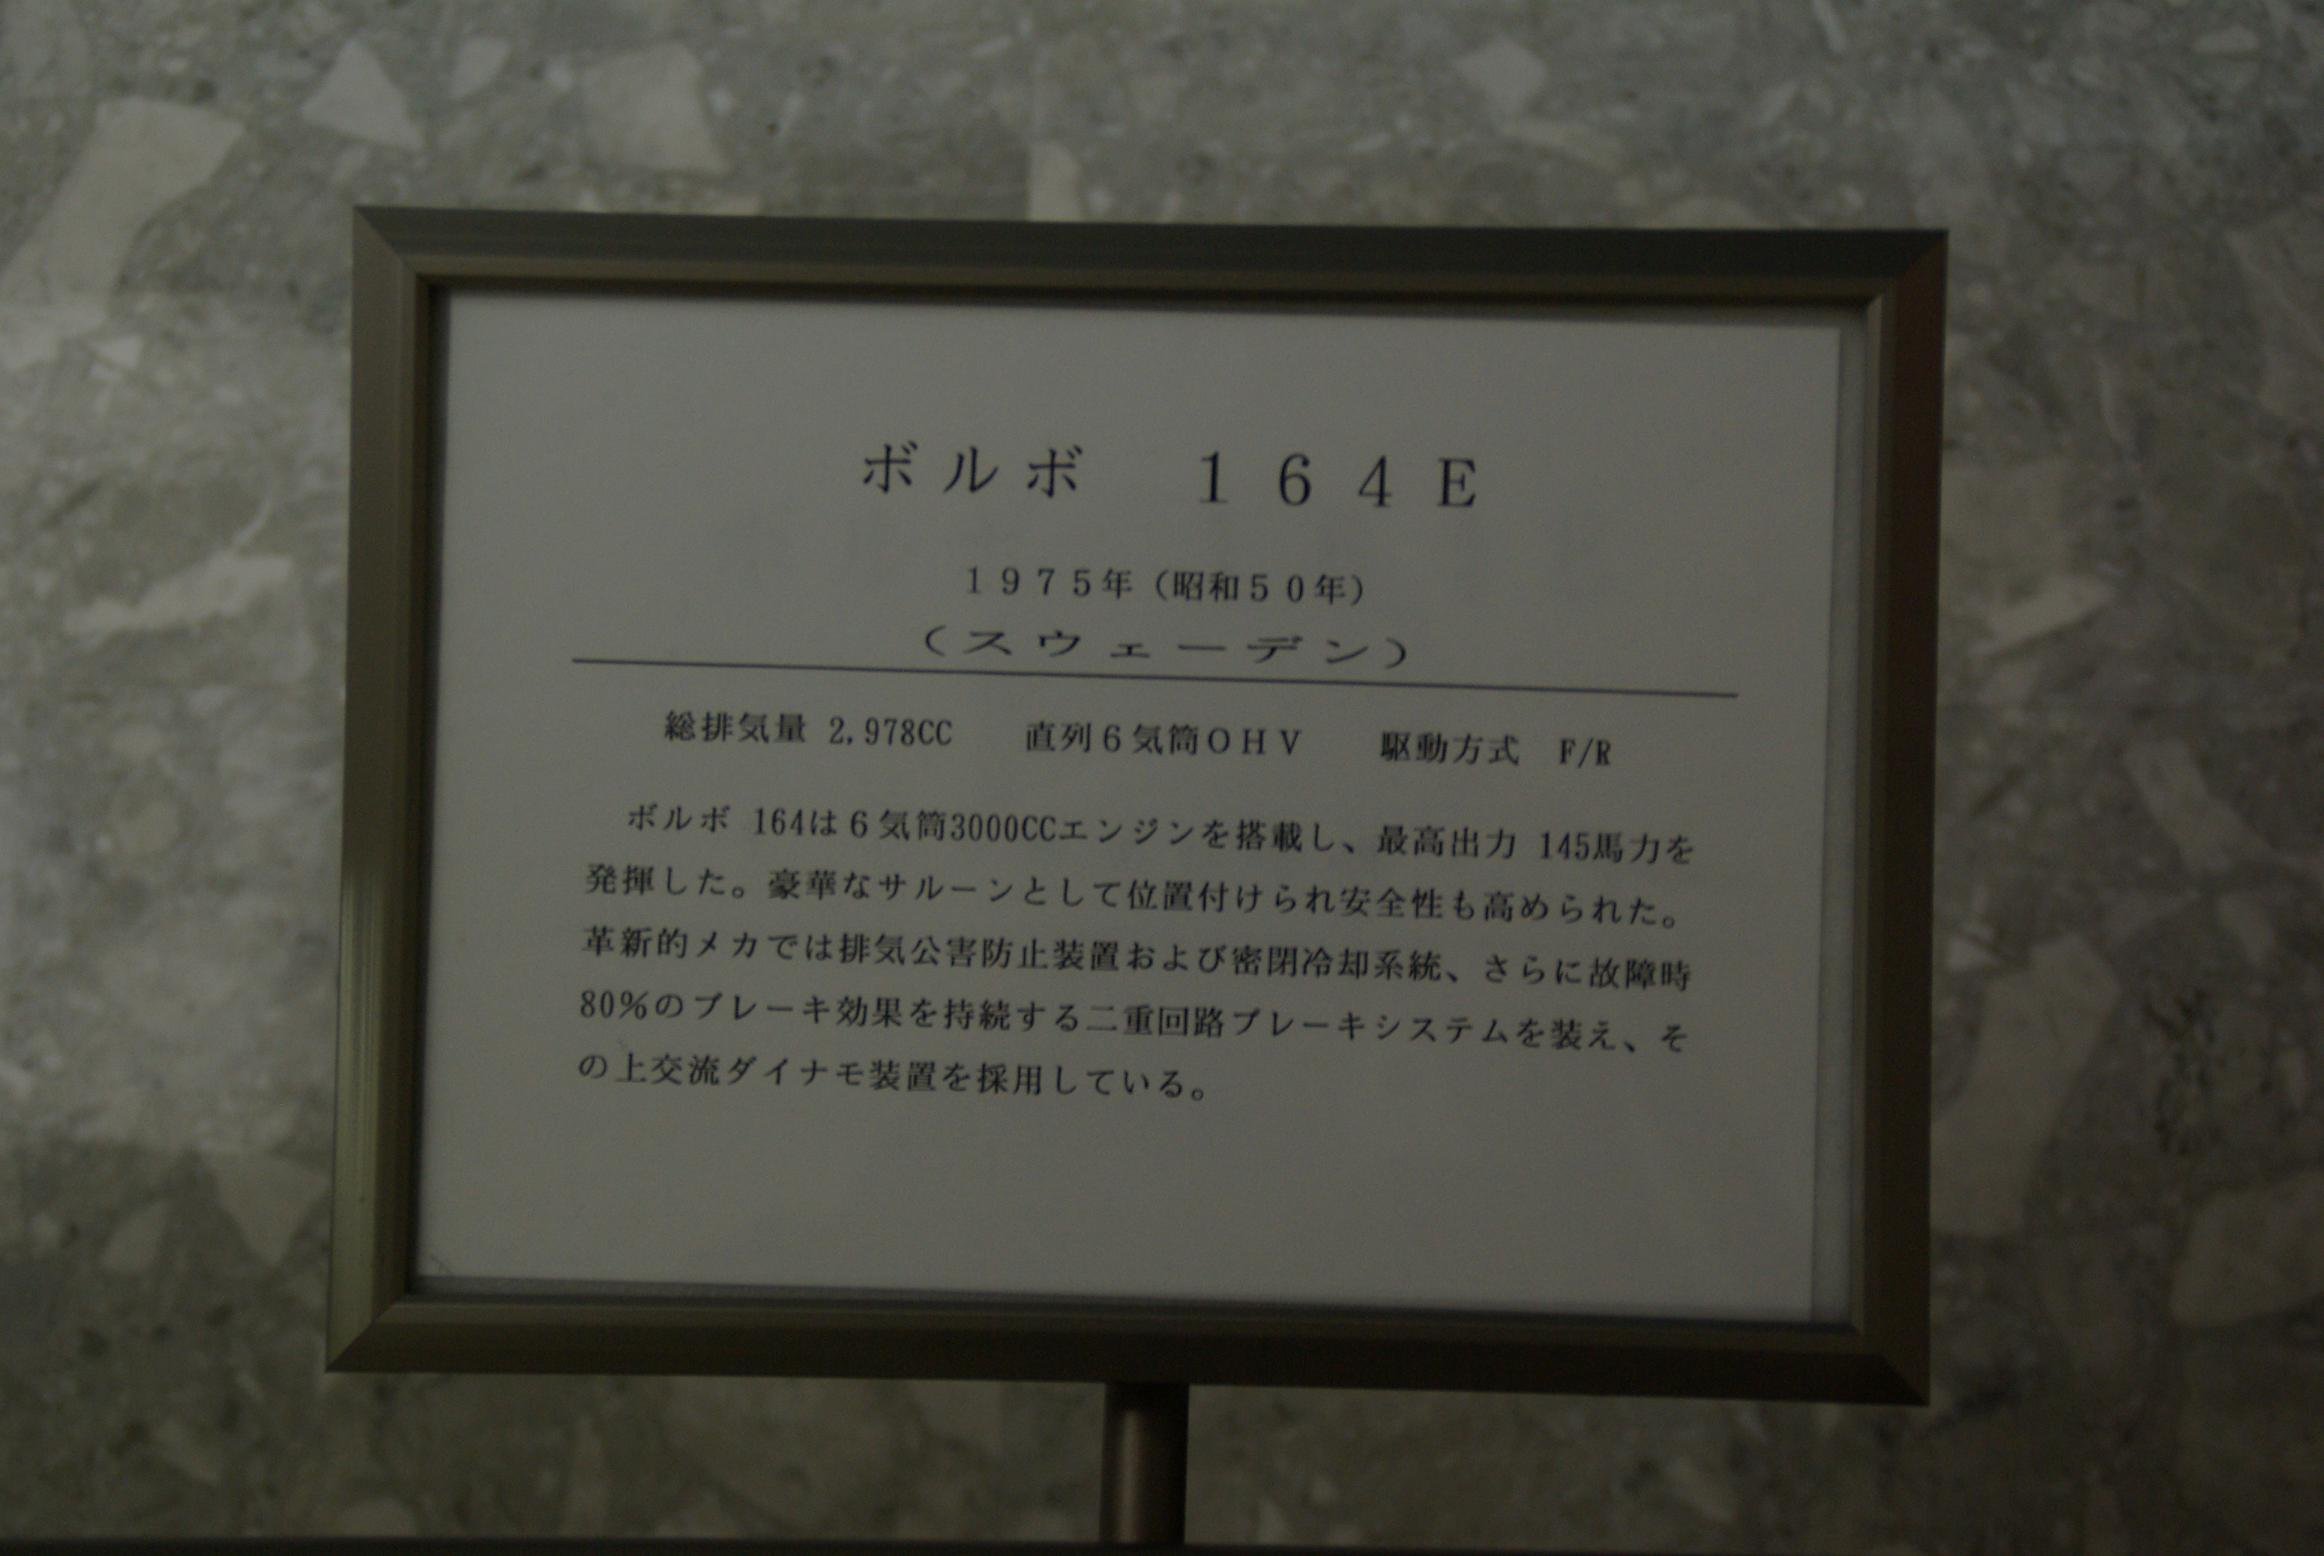 ボルボ　１６４Ｅ
１９７５年（昭和５０年）
（スウェーデン）
総排気量 2,978CC　直列６気筒ＯＨＶ　駆動方式　F/R
ボルボ 164は６気筒3000CCエンジンを搭載し、最高出力 145馬力を
発揮した。豪華なサルーンとして位置付けられ安全性も高められた。
革新的メカでは排気公害防止装置および密閉冷却系統、さらに故障時
80％のブレーキ効果を持続する二重回路ブレーキシステムを装え、そ
の上交流ダイナモ装置を採用している。